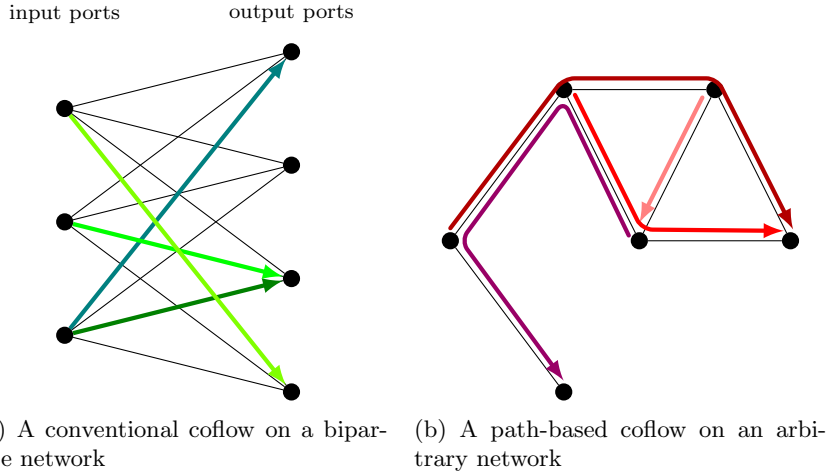 input ports
output ports
) A conventional coflow on a bipar-
e network
(b) A path-based coflow on an arbi-
trary network